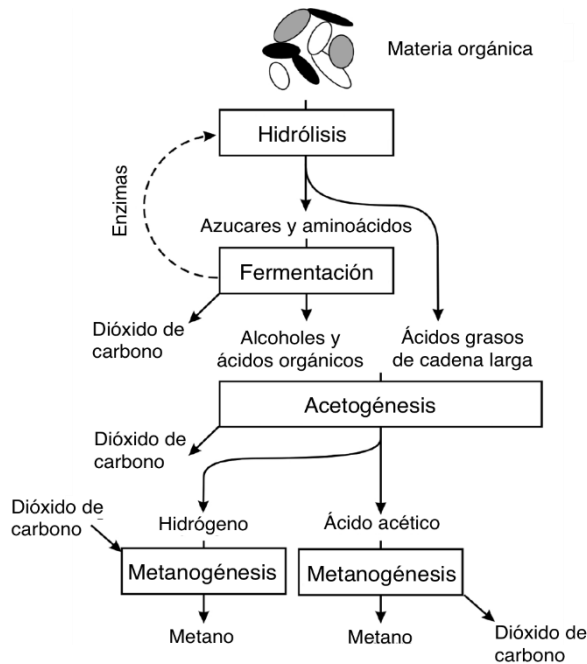 Materia orgánica
Hidrólisis
Enzimas
Azucares y aminoácidos
Fermentación
Dióxido de
carbono
Alcoholes y
ácidos orgánicos
Ácidos grasos
de cadena larga
Acetogénesis
Dióxido de
carbono
Dióxido de
carbono
Hidrógeno
Ácido acético
Metanogénesis
Metanogénesis
Metano
Metano
Dióxido de
carbono